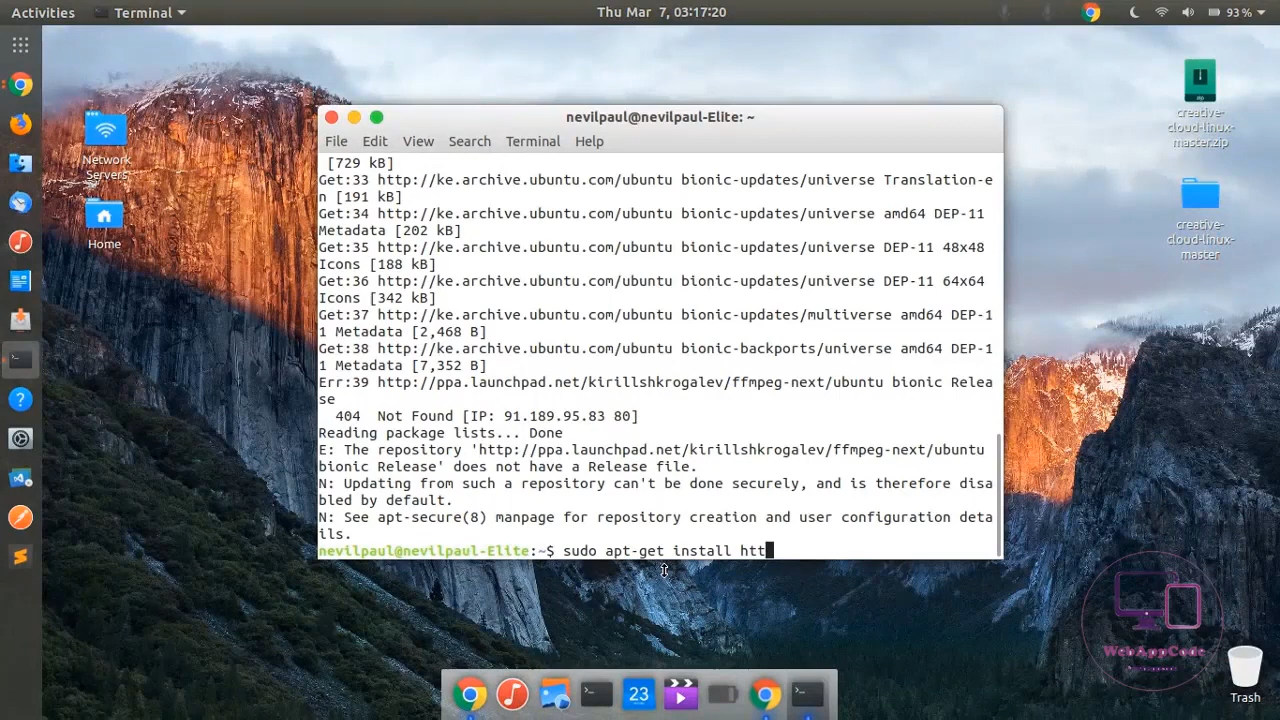 Activities
Terminal
Thu Mar 7, 03:17:20
93 %
nevilpaul@nevilpaul-Elite: ~
File Edit View Search Terminal Help
[729 kB]
Get:33 http://ke.archive.ubuntu.com/ubuntu bionic-updates/universe Translation-e
n [191 kB]
Get:34 http://ke.archive.ubuntu.com/ubuntu bionic-updates/universe amd64 DEP-11
Metadata [202 kB]
Get:35 http://ke.archive.ubuntu.com/ubuntu bionic-updates/universe DEP-11 48x48
Icons [188 kB]
Get:36 http://ke.archive.ubuntu.com/ubuntu bionic-updates/universe DEP-11 64x64
Icons [342 kB]
Get:37 http://ke.archive.ubuntu.com/ubuntu bionic-updates/multiverse amd64 DEP-1
1 Metadata [2,468 B]
Get:38 http://ke.archive.ubuntu.com/ubuntu bionic-backports/universe amd64 DEP-1
1 Metadata [7,352 B]
Err:39 http://ppa.launchpad.net/kirillshkrogalev/ffmpeg-next/ubuntu bionic Relea
se
404 Not Found [IP: 91.189.95.83 80]
Reading package lists... Done
E: The repository 'http://ppa.launchpad.net/kirillshkrogalev/ffmpeg-next/ubuntu
bionic Release' does not have a Release file.
N: Updating from such a repository can't be done securely, and is therefore disa
bled by default.
N: See apt-secure(8) manpage for repository creation and user configuration deta
ils.
nevilpaul@nevilpaul-Elite:~$ sudo apt-get install htt
Network
Servers
Home
zip
creative-
cloud-linux-
master.zip
creative-
cloud-linux-
master
23
WebAppCode
Trash